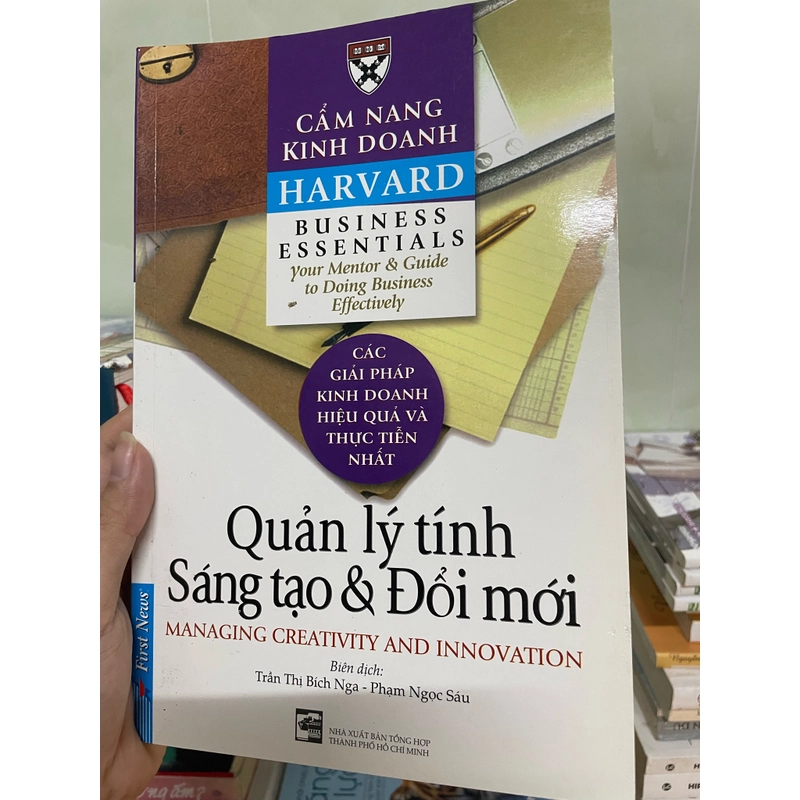 CẨM NANG
KINH DOANH
HARVARD
BUSINESS
ESSENTIALS
Your Mentor & Guide
to Doing Business
Effectively
CÁC
GIẢI PHÁP
KINH DOANH
HIỆU QUẢ VÀ
THỰC TIỄN
NHẤT
Quản lý tính
Sáng tạo & Đổi mới
MANAGING CREATIVITY AND INNOVATION
Biên dịch:
Trần Thị Bích Nga - Phạm Ngọc Sáu
First News
NHÀ XUẤT BẢN TỔNG HỢP
THÀNH PHỐ HỒ CHÍ MINH